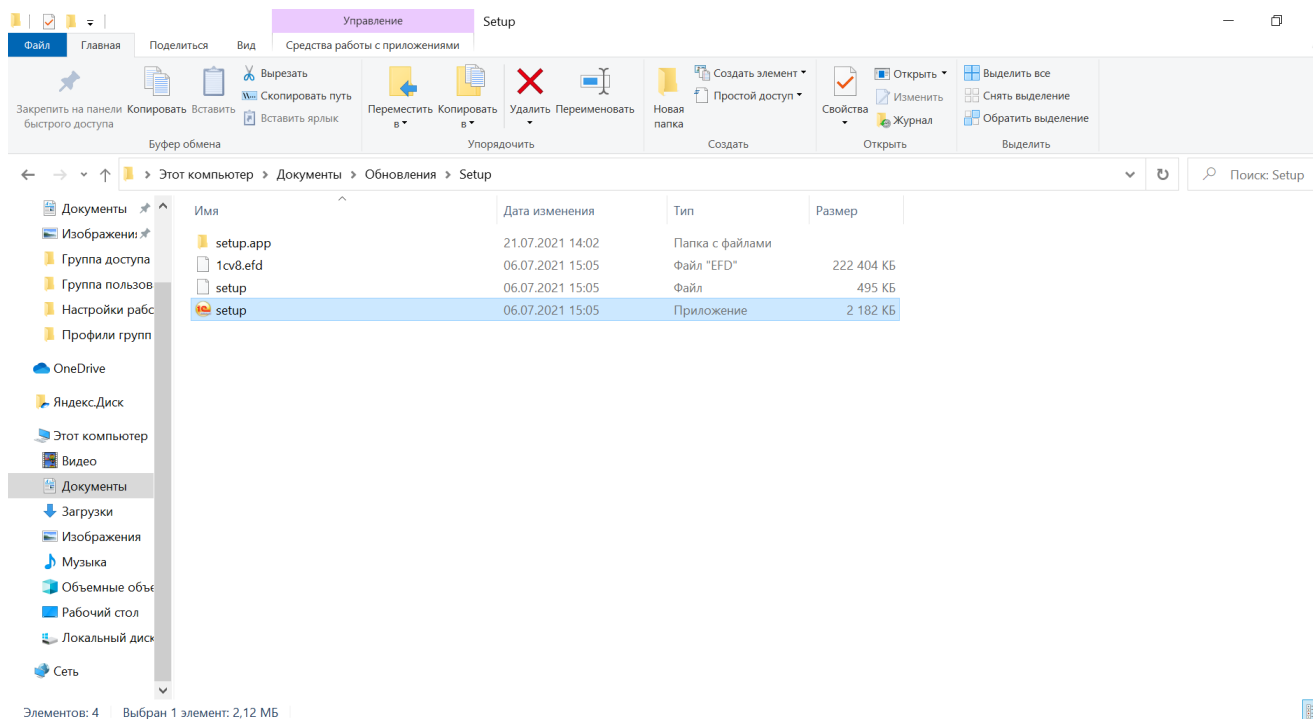 Управление
Setup
Файл
Главная
Поделиться
Вид
Средства работы с приложениями
Закрепить на панели
быстрого доступа
Копировать
Вставить
Вырезать
Скопировать путь
Вставить ярлык
Буфер обмена
Переместить
в
Копировать
в
Удалить
Переименовать
Упорядочить
Новая
папка
Создать элемент
Простой доступ
Создать
Свойства
Открыть
Изменить
Журнал
Открыть
Выделить все
Снять выделение
Обратить выделение
Выделить
Этот компьютер > Документы > Обновления > Setup
Поиск: Setup
Документы
Изображени
Группа доступа
Группа пользов
Настройки рабо
Профили групп
OneDrive
Яндекс.Диск
Этот компьютер
Видео
Документы
Загрузки
Изображения
Музыка
Объемные объе
Рабочий стол
Локальный диск
Сеть
Имя Дата изменения Тип Размер
setup.app 21.07.2021 14:02 Папка с файлами
1cv8.efd 06.07.2021 15:05 Файл "EFD" 222 404 КБ
setup 06.07.2021 15:05 Файл 495 КБ
setup 06.07.2021 15:05 Приложение 2 182 КБ
Элементов: 4 Выбран 1 элемент: 2,12 МБ